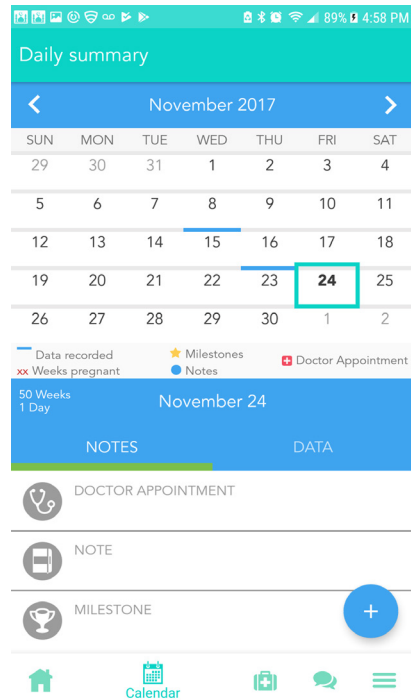 89% 4:58 PM
Daily summary
November 2017
SUN MON TUE WED THU FRI SAT
29 30 31 1 2 3 4
5 6 7 8 9 10 11
12 13 14 15 16 17 18
19 20 21 22 23 24 25
26 27 28 29 30 1 2
Data recorded Milestones Doctor Appointment
xx Weeks pregnant Notes
50 Weeks
1 Day
November 24
NOTES DATA
DOCTOR APPOINTMENT
NOTE
MILESTONE
+
Calendar